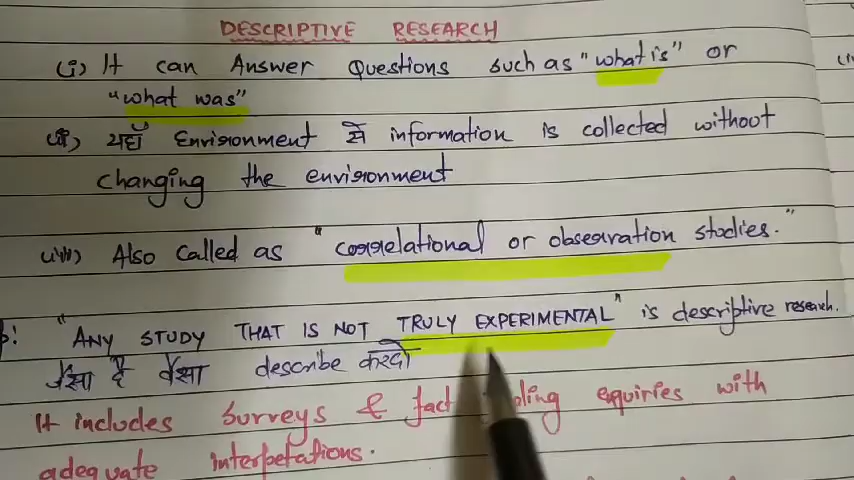 DESCRIPTIVE RESEARCH
(i) It can Answer Questions such as "what is" or
"what was"
(ii) यहाँ Environment से information is collected without
changing the environment
(iii) Also called as "correlational or observation studies."
"ANY STUDY THAT IS NOT TRULY EXPERIMENTAL" is descriptive research.
जैसा है वैसा describe करदो
It includes Surveys & fact enquiries with
adequate interpetations.